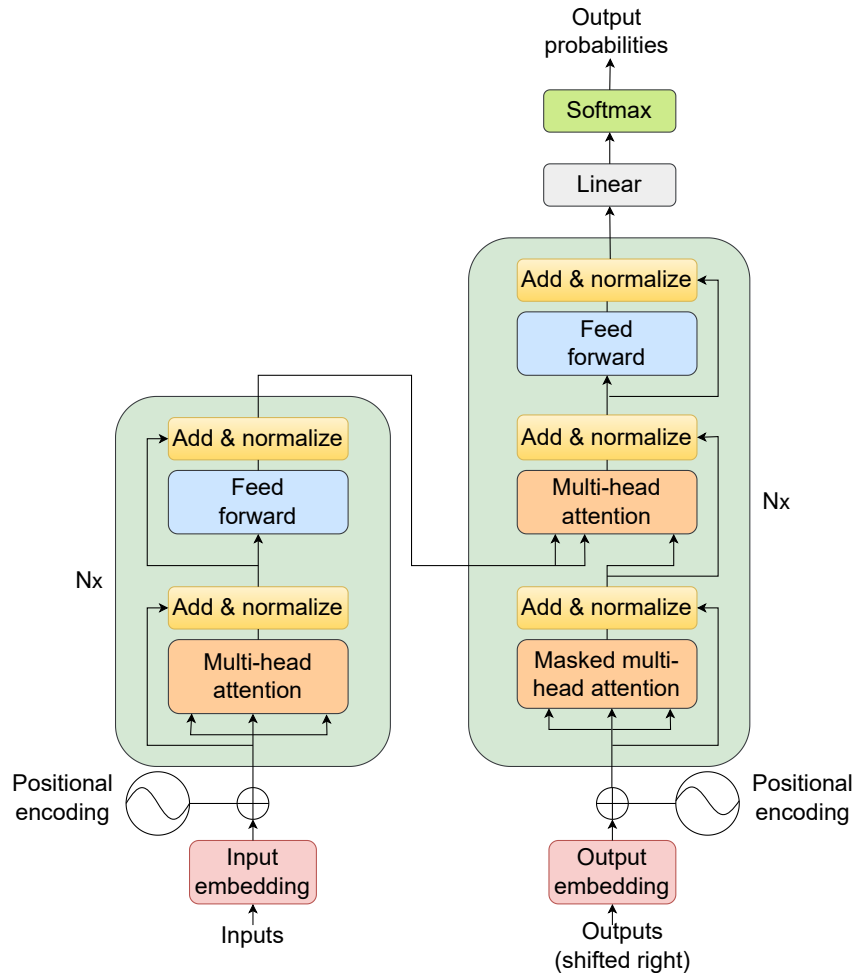 Output
probabilities
Softmax
Linear
Add & normalize
Feed
forward
Add & normalize
Multi-head
attention
Nx
Add & normalize
Masked multi-
head attention
Positional
encoding
Output
embedding
Outputs
(shifted right)
Add & normalize
Feed
forward
Nx
Add & normalize
Multi-head
attention
Positional
encoding
Input
embedding
Inputs